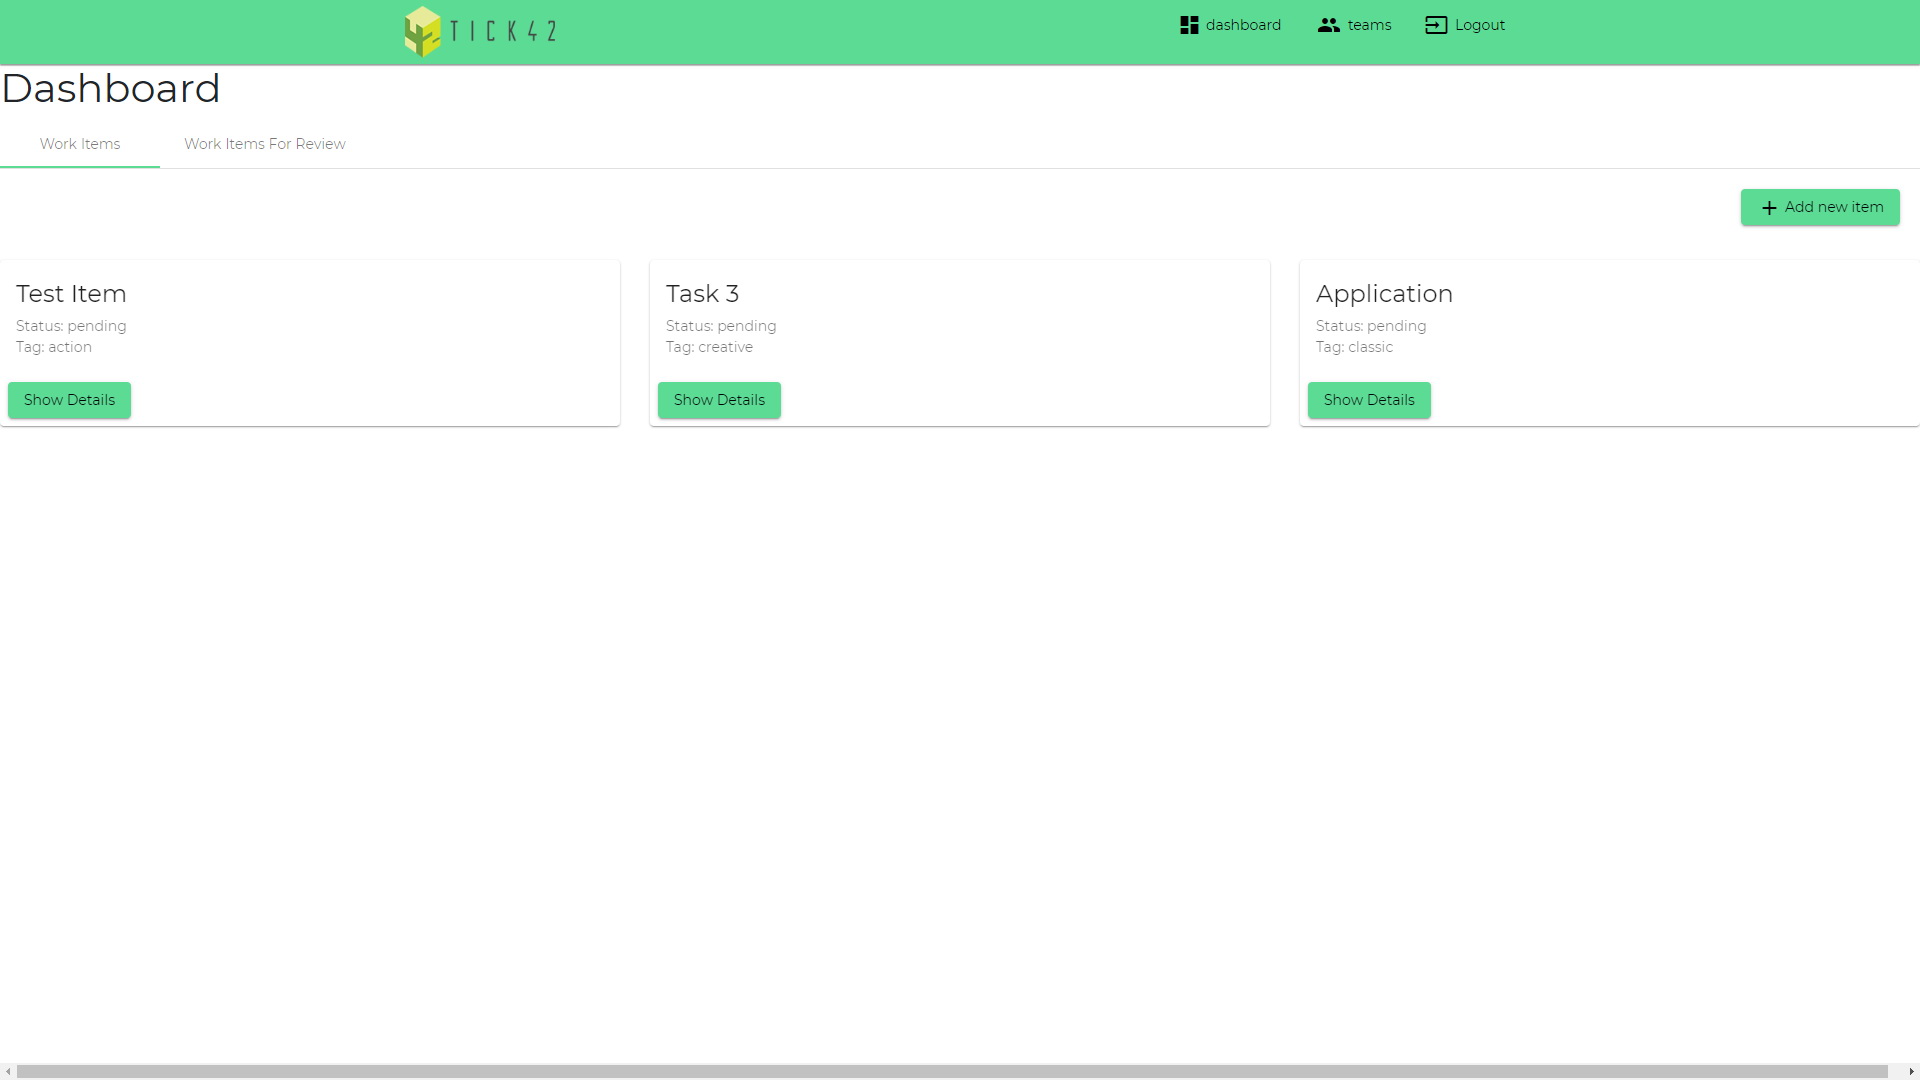 TICK42
dashboard
teams
Logout
Dashboard
Work Items
Work Items For Review
Add new item
Test Item
Status: pending
Tag: action
Show Details
Task 3
Status: pending
Tag: creative
Show Details
Application
Status: pending
Tag: classic
Show Details